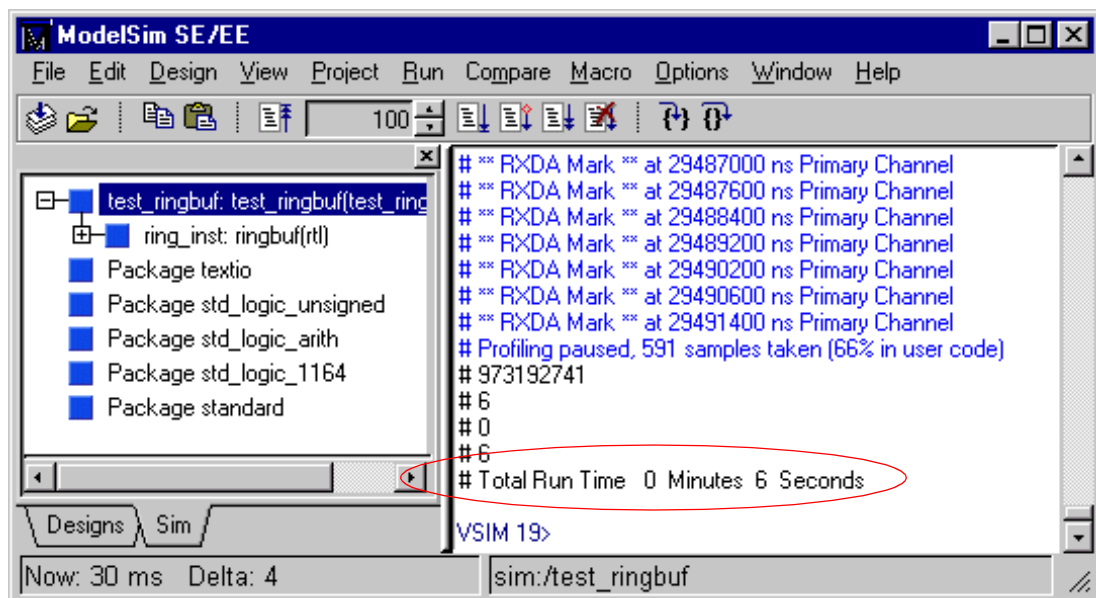 ModelSim SE/EE
File Edit Design View Project Run Compare Macro Options Window Help
100
test_ringbuf: test_ringbuf(test_ring
ring_inst: ringbuf(rtl)
Package textio
Package std_logic_unsigned
Package std_logic_arith
Package std_logic_1164
Package standard
Designs Sim
# ** RXDA Mark ** at 29487000 ns Primary Channel
# ** RXDA Mark ** at 29487600 ns Primary Channel
# ** RXDA Mark ** at 29488400 ns Primary Channel
# ** RXDA Mark ** at 29489200 ns Primary Channel
# ** RXDA Mark ** at 29490200 ns Primary Channel
# ** RXDA Mark ** at 29490600 ns Primary Channel
# ** RXDA Mark ** at 29491400 ns Primary Channel
# Profiling paused, 591 samples taken (66% in user code)
# 973192741
# 6
# 0
# 6
# Total Run Time 0 Minutes 6 Seconds
VSIM 19>
Now: 30 ms Delta: 4
sim:/test_ringbuf